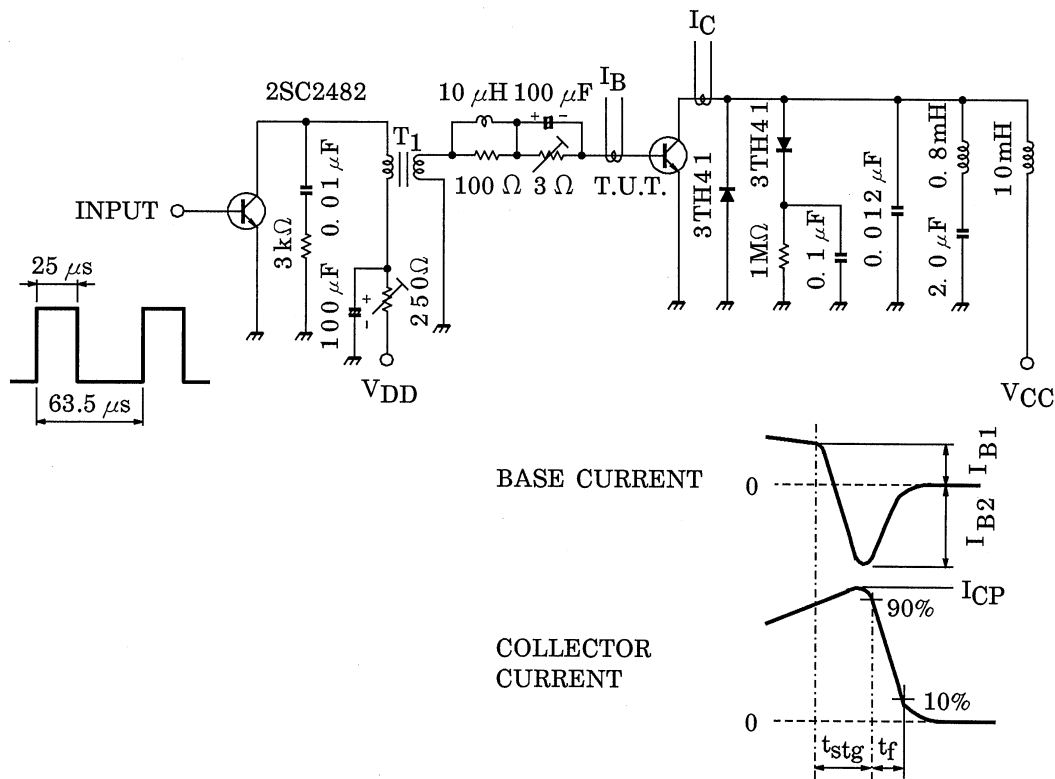 I_C
2SC2482
10 μH 100 μF
I_B
+ -
T1
100 Ω 3 Ω
T.U.T.
3TH41
3TH41
0.012 μF
0.8mH
10mH
INPUT
0.01 μF
3kΩ
1MΩ
0.1 μF
2.0 μF
25 μs
100 μF
+
-
250Ω
V_DD
V_CC
63.5 μs
BASE CURRENT
0
I_B1
I_B2
I_CP
90%
COLLECTOR
CURRENT
10%
0
t_stg
t_f